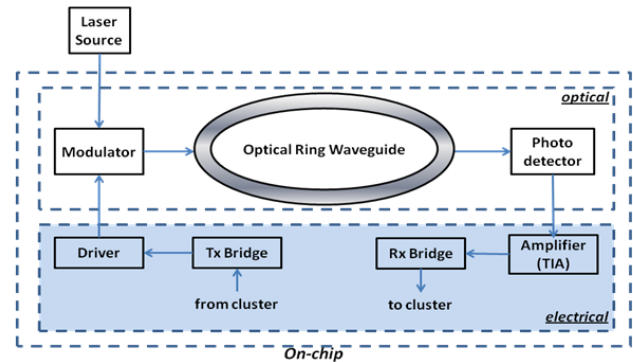 Laser
Source
optical
Modulator
Optical Ring Waveguide
Photo
detector
Driver
Tx Bridge
Rx Bridge
Amplifier
(TIA)
from cluster
to cluster
electrical
On-chip